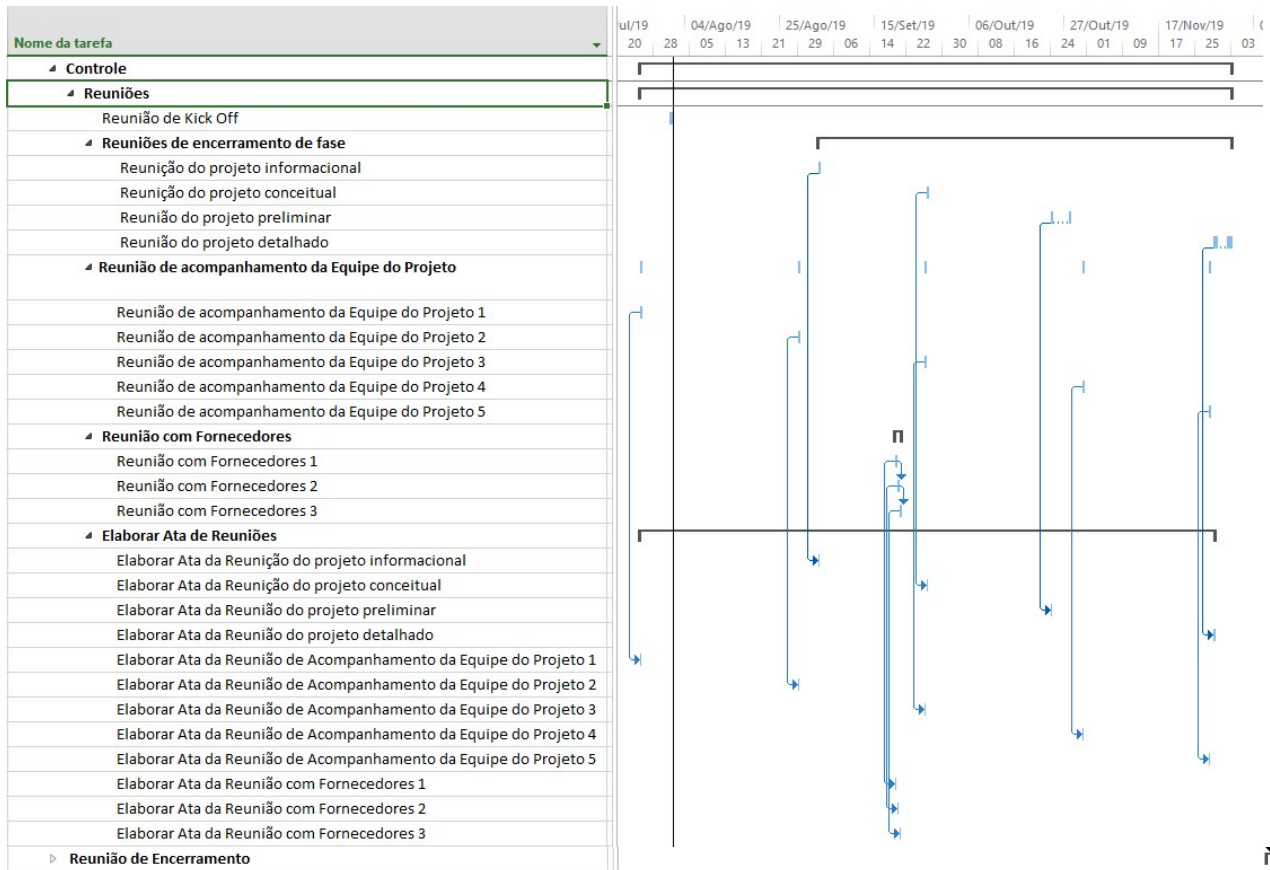 ul/19 04/Ago/19 25/Ago/19 15/Set/19 06/Out/19 27/Out/19 17/Nov/19
Nome da tarefa 20 28 05 13 21 29 06 14 22 30 08 16 24 01 09 17 25 03
Controle
Reuniões
Reunião de Kick Off
Reuniões de encerramento de fase
Reunição do projeto informacional
Reunição do projeto conceitual
Reunião do projeto preliminar
Reunião do projeto detalhado
Reunião de acompanhamento da Equipe do Projeto
Reunião de acompanhamento da Equipe do Projeto 1
Reunião de acompanhamento da Equipe do Projeto 2
Reunião de acompanhamento da Equipe do Projeto 3
Reunião de acompanhamento da Equipe do Projeto 4
Reunião de acompanhamento da Equipe do Projeto 5
Reunião com Fornecedores
Reunião com Fornecedores 1
Reunião com Fornecedores 2
Reunião com Fornecedores 3
Elaborar Ata de Reuniões
Elaborar Ata da Reunição do projeto informacional
Elaborar Ata da Reunição do projeto conceitual
Elaborar Ata da Reunião do projeto preliminar
Elaborar Ata da Reunião do projeto detalhado
Elaborar Ata da Reunião de Acompanhamento da Equipe do Projeto 1
Elaborar Ata da Reunião de Acompanhamento da Equipe do Projeto 2
Elaborar Ata da Reunião de Acompanhamento da Equipe do Projeto 3
Elaborar Ata da Reunião de Acompanhamento da Equipe do Projeto 4
Elaborar Ata da Reunião de Acompanhamento da Equipe do Projeto 5
Elaborar Ata da Reunião com Fornecedores 1
Elaborar Ata da Reunião com Fornecedores 2
Elaborar Ata da Reunião com Fornecedores 3
Reunião de Encerramento